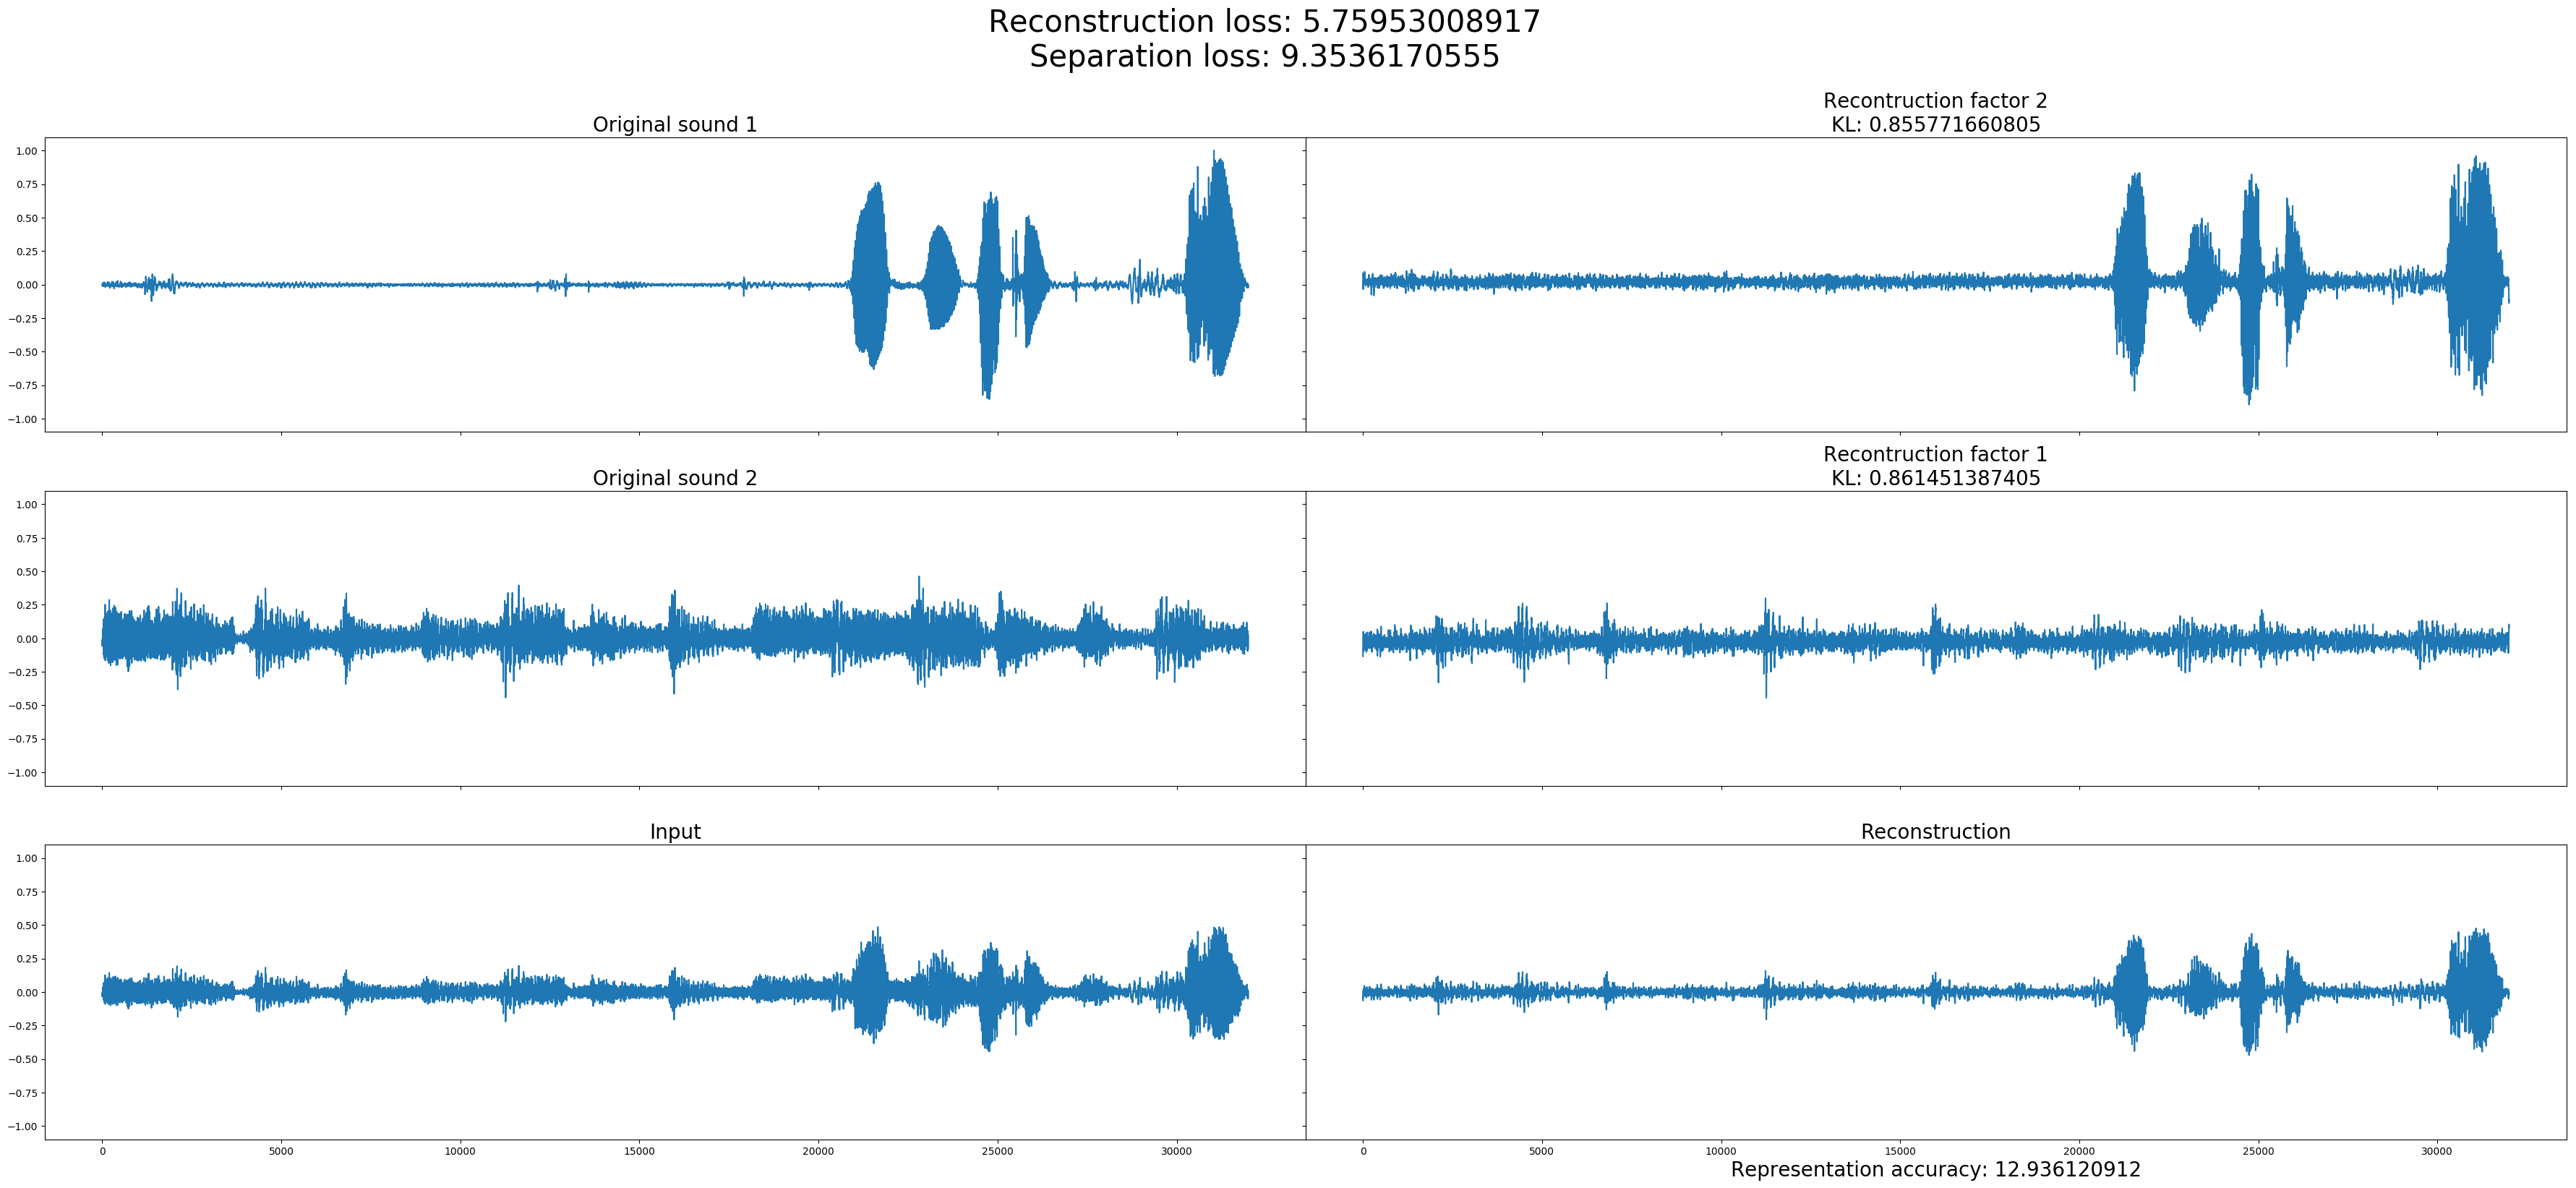 Reconstruction loss: 5.75953008917
Separation loss: 9.3536170555
Original sound 1
1.00
0.75
0.50
0.25
0.00
−0.25
−0.50
−0.75
−1.00
Recontruction factor 2
KL: 0.855771660805
Original sound 2
1.00
0.75
0.50
0.25
0.00
−0.25
−0.50
−0.75
−1.00
Recontruction factor 1
KL: 0.861451387405
Input
1.00
0.75
0.50
0.25
0.00
−0.25
−0.50
−0.75
−1.00
0 5000 10000 15000 20000 25000 30000
Reconstruction
0 5000 10000 15000 20000 25000 30000
Representation accuracy: 12.936120912